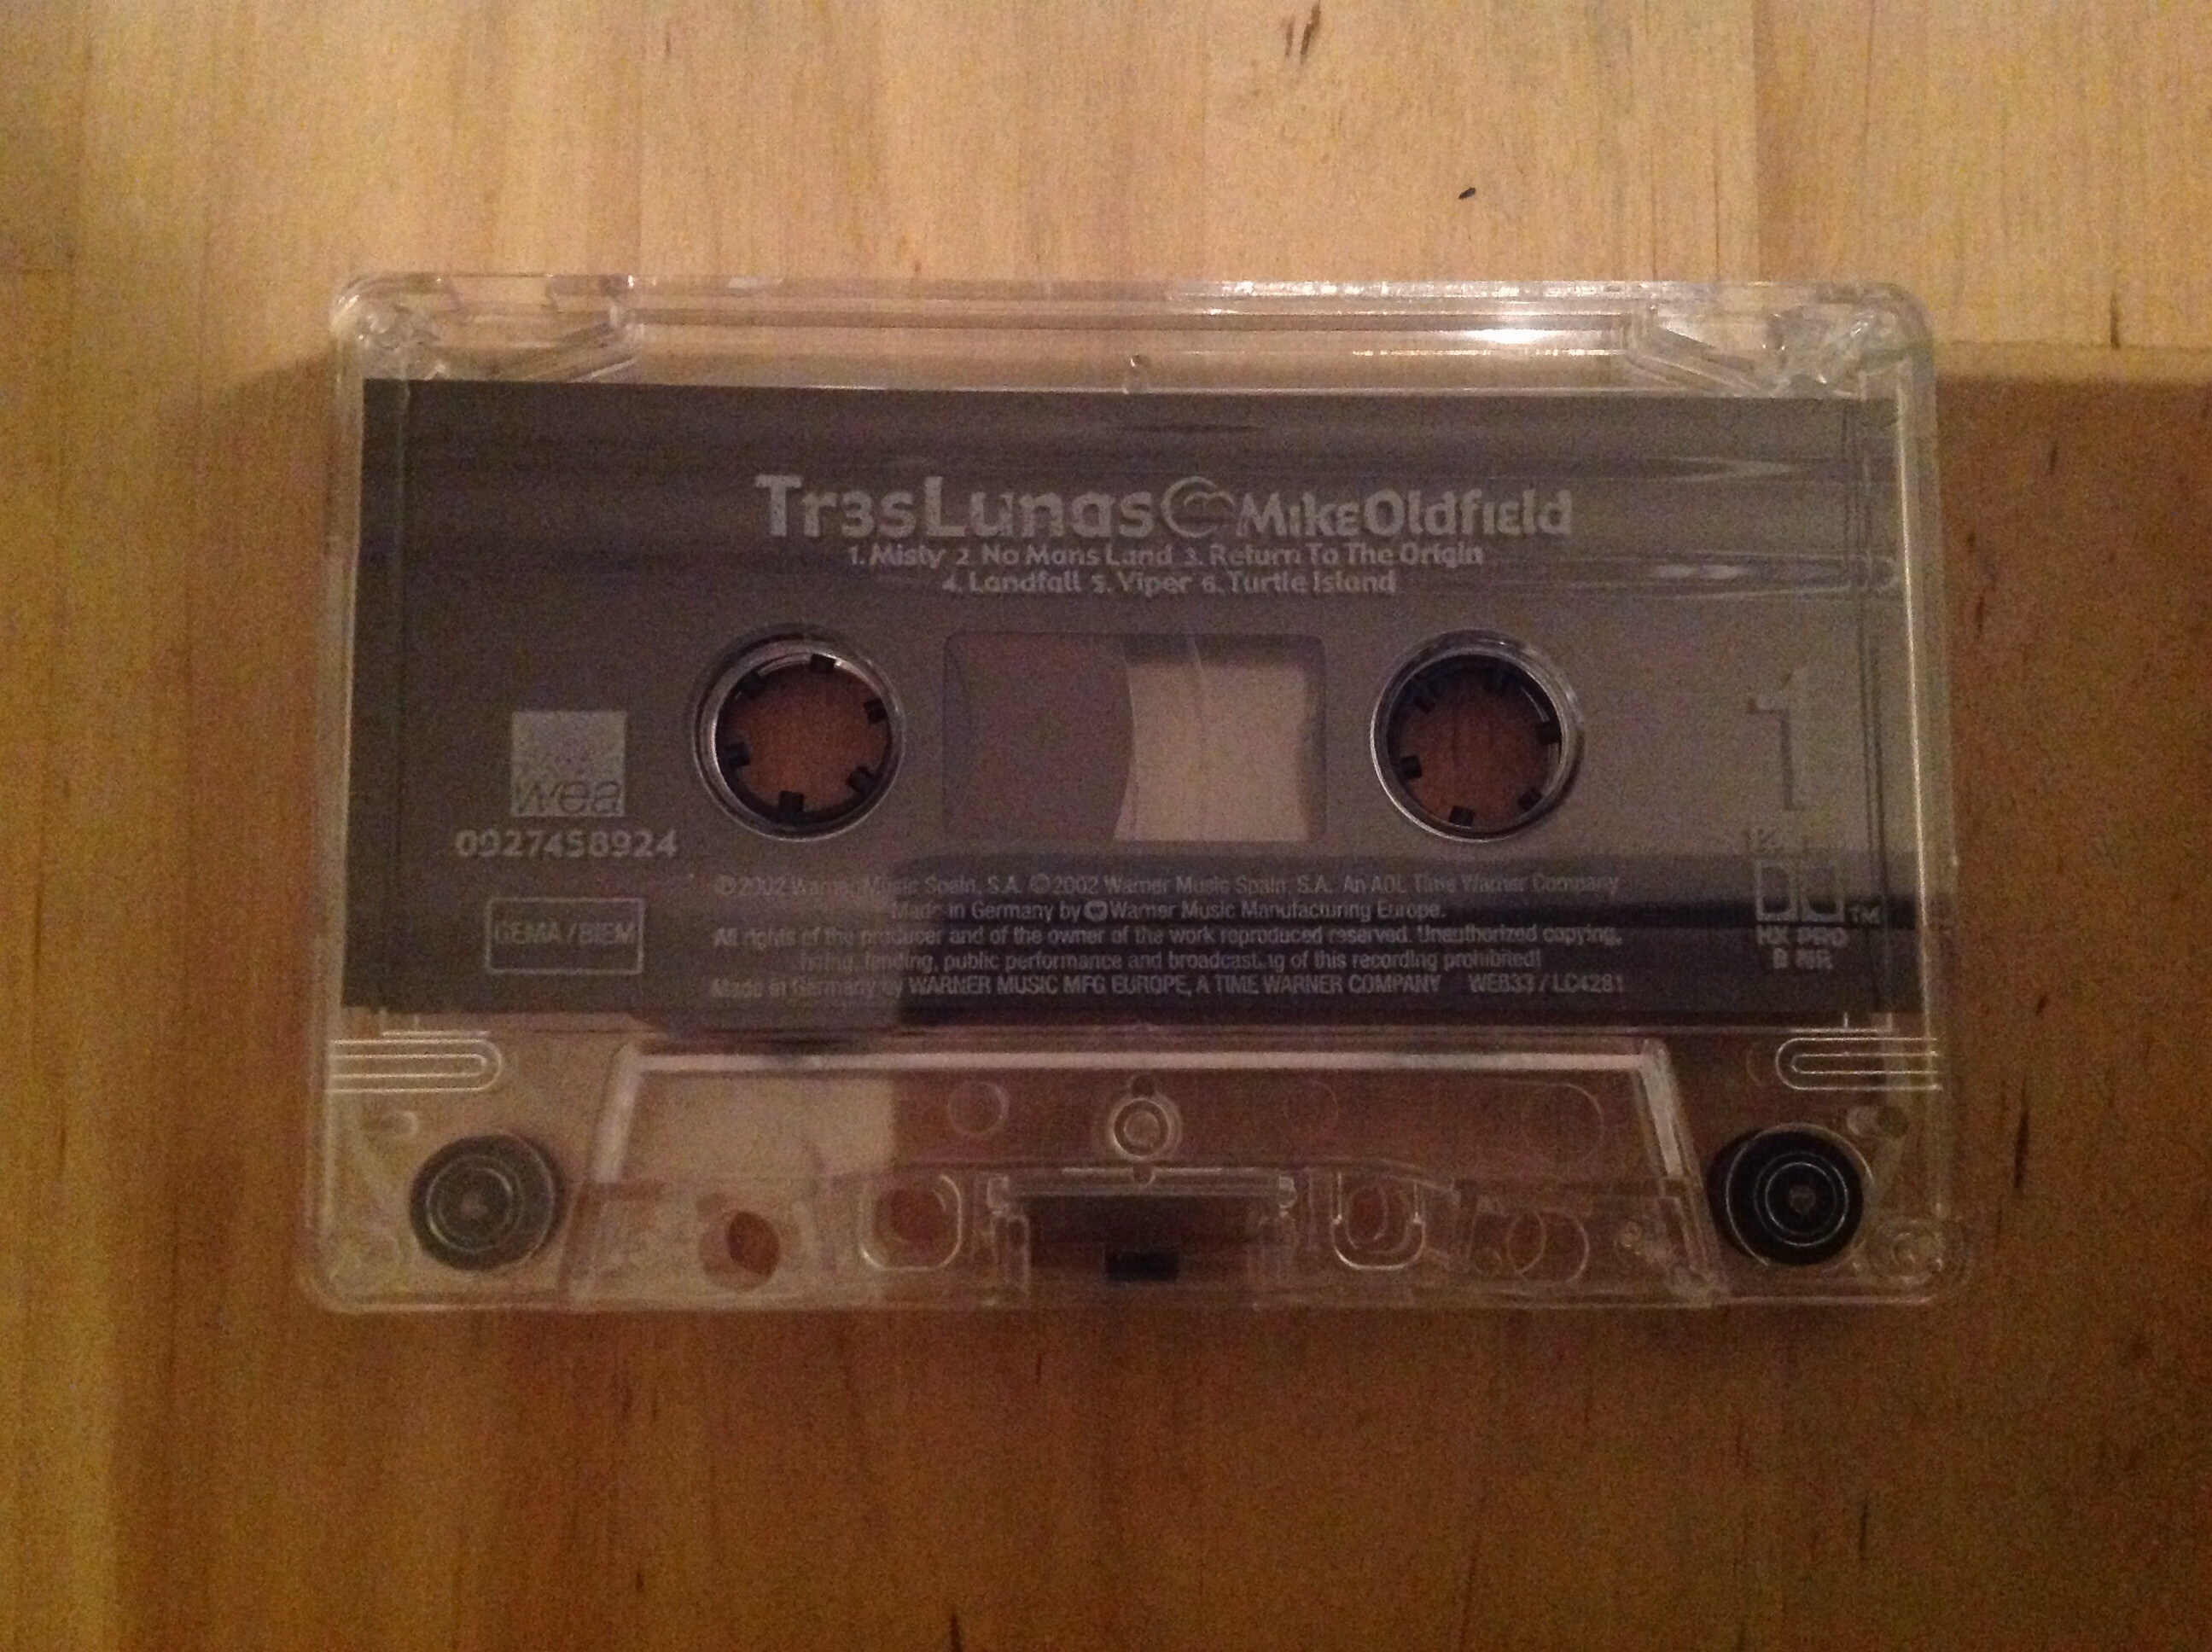 Tr3sLunas MikeOldfield
1. Misty 2. No Mans Land 3. Return To The Origin
4. Landfall 5. Viper 6. Turtle Island
1
wea
0927458924
℗2002 Warner Music Spain, S.A. ©2002 Warner Music Spain, S.A. An AOL Time Warner Company
Made in Germany by Warner Music Manufacturing Europe.
GEMA/BIEM
All rights of the producer and of the owner of the work reproduced reserved. Unauthorized copying,
hiring, lending, public performance and broadcasting of this recording prohibited!
Made in Germany by WARNER MUSIC MFG EUROPE, A TIME WARNER COMPANY WE833 / LC4281
TM
HX PRO
B NR